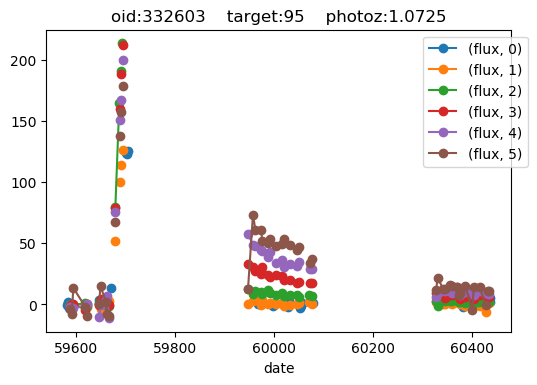 oid:332603 target:95 photoz:1.0725
(flux, 0)
(flux, 1)
(flux, 2)
(flux, 3)
(flux, 4)
(flux, 5)
200
150
100
50
0
59600 59800 60000 60200 60400
date